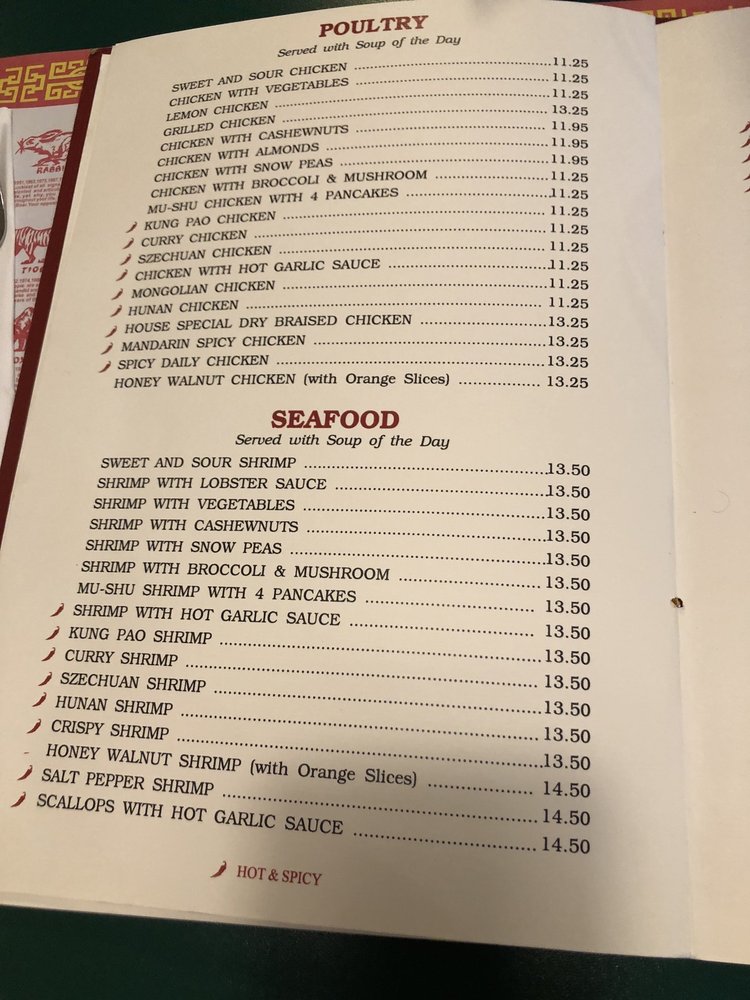 POULTRY
Served with Soup of the Day
SWEET AND SOUR CHICKEN ........ 11.25
CHICKEN WITH VEGETABLES ........ 11.25
LEMON CHICKEN ........ 11.25
GRILLED CHICKEN ........ 13.25
CHICKEN WITH CASHEWNUTS ........ 11.95
CHICKEN WITH ALMONDS ........ 11.95
CHICKEN WITH SNOW PEAS ........ 11.95
CHICKEN WITH BROCCOLI & MUSHROOM ........ 11.25
MU-SHU CHICKEN WITH 4 PANCAKES ........ 11.25
KUNG PAO CHICKEN ........ 11.25
CURRY CHICKEN ........ 11.25
SZECHUAN CHICKEN ........ 11.25
CHICKEN WITH HOT GARLIC SAUCE ........ 11.25
MONGOLIAN CHICKEN ........ 11.25
HUNAN CHICKEN ........ 11.25
HOUSE SPECIAL DRY BRAISED CHICKEN ........ 13.25
MANDARIN SPICY CHICKEN ........ 13.25
SPICY DAILY CHICKEN ........ 13.25
HONEY WALNUT CHICKEN (with Orange Slices) ........ 13.25
SEAFOOD
Served with Soup of the Day
SWEET AND SOUR SHRIMP ........ 13.50
SHRIMP WITH LOBSTER SAUCE ........ 13.50
SHRIMP WITH VEGETABLES ........ 13.50
SHRIMP WITH CASHEWNUTS ........ 13.50
SHRIMP WITH SNOW PEAS ........ 13.50
SHRIMP WITH BROCCOLI & MUSHROOM ........ 13.50
MU-SHU SHRIMP WITH 4 PANCAKES ........ 13.50
SHRIMP WITH HOT GARLIC SAUCE ........ 13.50
KUNG PAO SHRIMP ........ 13.50
CURRY SHRIMP ........ 13.50
SZECHUAN SHRIMP ........ 13.50
HUNAN SHRIMP ........ 13.50
CRISPY SHRIMP ........ 13.50
HONEY WALNUT SHRIMP (with Orange Slices) ........ 14.50
SALT PEPPER SHRIMP ........ 14.50
SCALLOPS WITH HOT GARLIC SAUCE ........ 14.50
HOT & SPICY